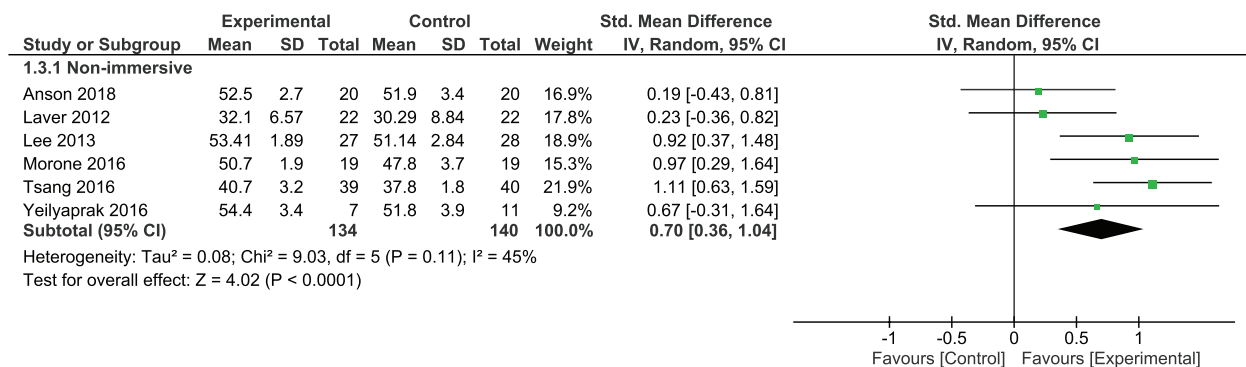 Experimental Control Std. Mean Difference Std. Mean Difference
Study or Subgroup Mean SD Total Mean SD Total Weight IV, Random, 95% CI IV, Random, 95% CI
1.3.1 Non-immersive
Anson 2018 52.5 2.7 20 51.9 3.4 20 16.9% 0.19 [-0.43, 0.81]
Laver 2012 32.1 6.57 22 30.29 8.84 22 17.8% 0.23 [-0.36, 0.82]
Lee 2013 53.41 1.89 27 51.14 2.84 28 18.9% 0.92 [0.37, 1.48]
Morone 2016 50.7 1.9 19 47.8 3.7 19 15.3% 0.97 [0.29, 1.64]
Tsang 2016 40.7 3.2 39 37.8 1.8 40 21.9% 1.11 [0.63, 1.59]
Yeilyaprak 2016 54.4 3.4 7 51.8 3.9 11 9.2% 0.67 [-0.31, 1.64]
Subtotal (95% CI) 134 140 100.0% 0.70 [0.36, 1.04]
Heterogeneity: Tau² = 0.08; Chi² = 9.03, df = 5 (P = 0.11); I² = 45%
Test for overall effect: Z = 4.02 (P < 0.0001)
-1 -0.5 0 0.5 1
Favours [Control] Favours [Experimental]